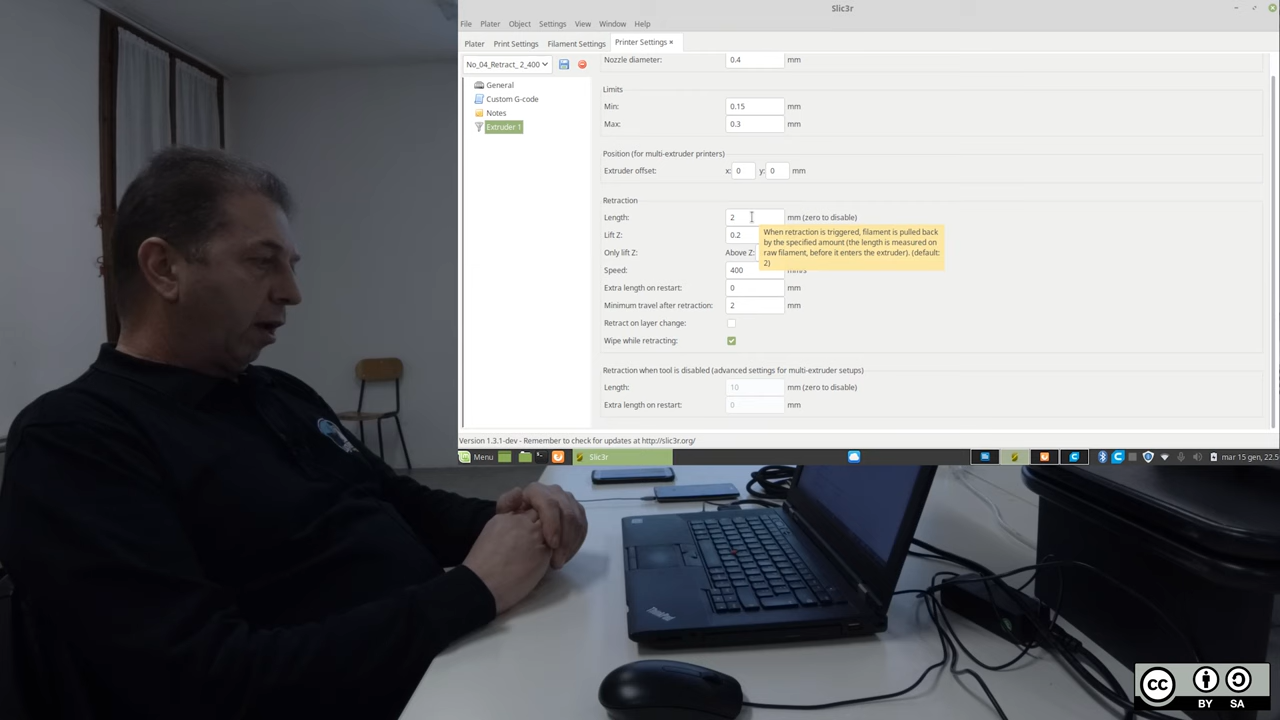 Slic3r
File Plater Object Settings View Window Help
Plater Print Settings Filament Settings Printer Settings ×
No_04_Retract_ 2_400
General
Custom G-code
Notes
Extruder 1
Nozzle diameter: 0.4 mm
Limits
Min: 0.15 mm
Max: 0.3 mm
Position (for multi-extruder printers)
Extruder offset: x: 0 y: 0 mm
Retraction
Length: 2 mm (zero to disable)
Lift Z: 0.2
When retraction is triggered, filament is pulled back
by the specified amount (the length is measured on
raw filament, before it enters the extruder). (default:
2)
Only lift Z: Above Z:
Speed: 400 mm/s
Extra length on restart: 0 mm
Minimum travel after retraction: 2 mm
Retract on layer change:
Wipe while retracting:
Retraction when tool is disabled (advanced settings for multi-extruder setups)
Length: 10 mm (zero to disable)
Extra length on restart: 0 mm
Version 1.3.1-dev - Remember to check for updates at http://slic3r.org/
Menu Slic3r mar 15 gen, 22.5
ThinkPad
CC
BY SA